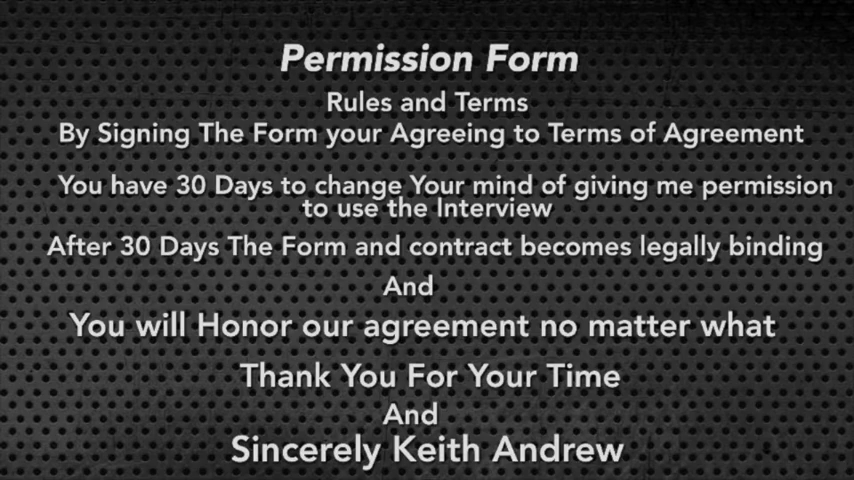 Permission Form
Rules and Terms
By Signing The Form your Agreeing to Terms of Agreement
You have 30 Days to change Your mind of giving me permission
to use the Interview
After 30 Days The Form and contract becomes legally binding
And
You will Honor our agreement no matter what
Thank You For Your Time
And
Sincerely Keith Andrew